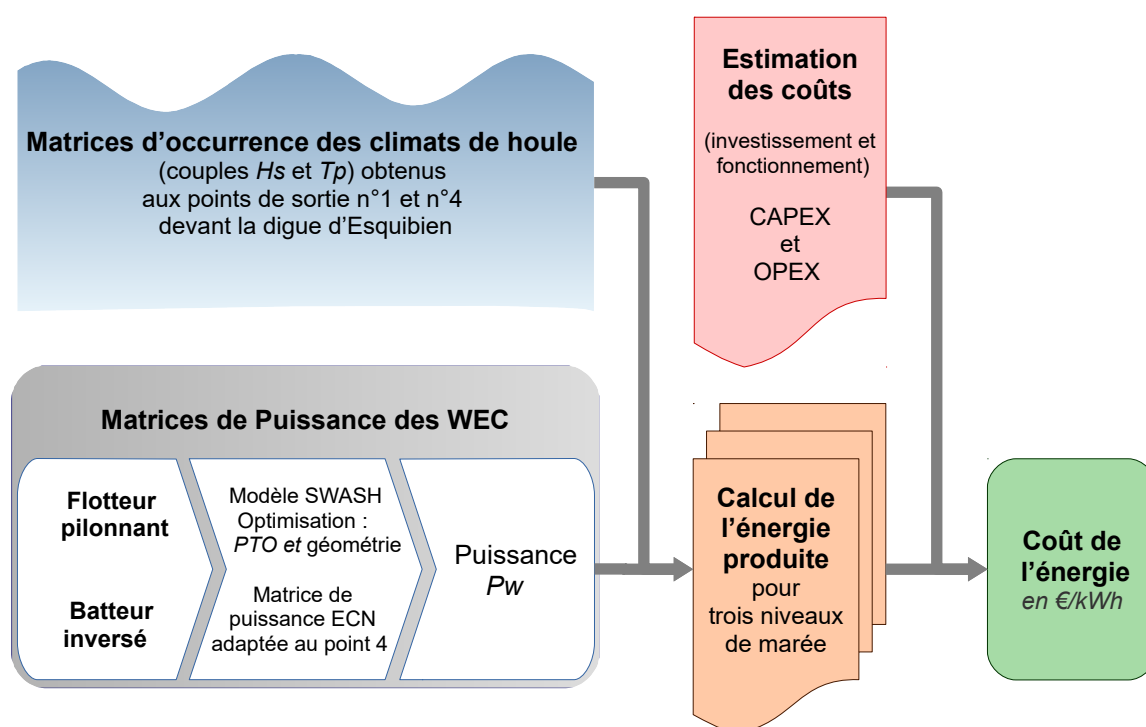 Matrices d'occurrence des climats de houle
(couples Hs et Tp) obtenus
aux points de sortie n°1 et n°4
devant la digue d'Esquibien
Estimation
des coûts
(investissement et
fonctionnement)
CAPEX
et
OPEX
Matrices de Puissance des WEC
Flotteur
pilonnant
Batteur
inversé
Modèle SWASH
Optimisation :
PTO et géométrie
Matrice de
puissance ECN
adaptée au point 4
Puissance
Pw
Calcul de
l'énergie
produite
pour
trois niveaux
de marée
Coût de
l'énergie
en €/kWh